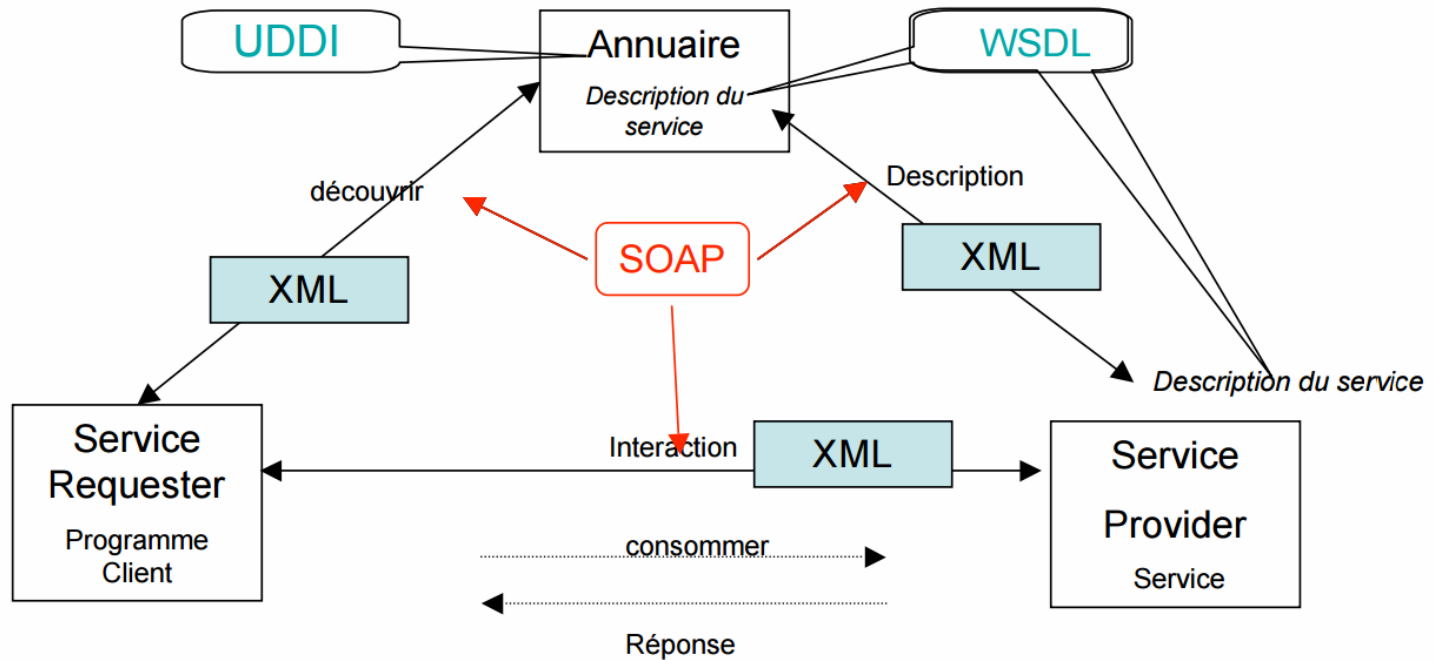 UDDI
Annuaire
WSDL
Description du
service
découvrir
Description
SOAP
XML
XML
Description du service
Service
Requester
Programme
Client
Interaction
XML
Service
Provider
Service
consommer
Réponse